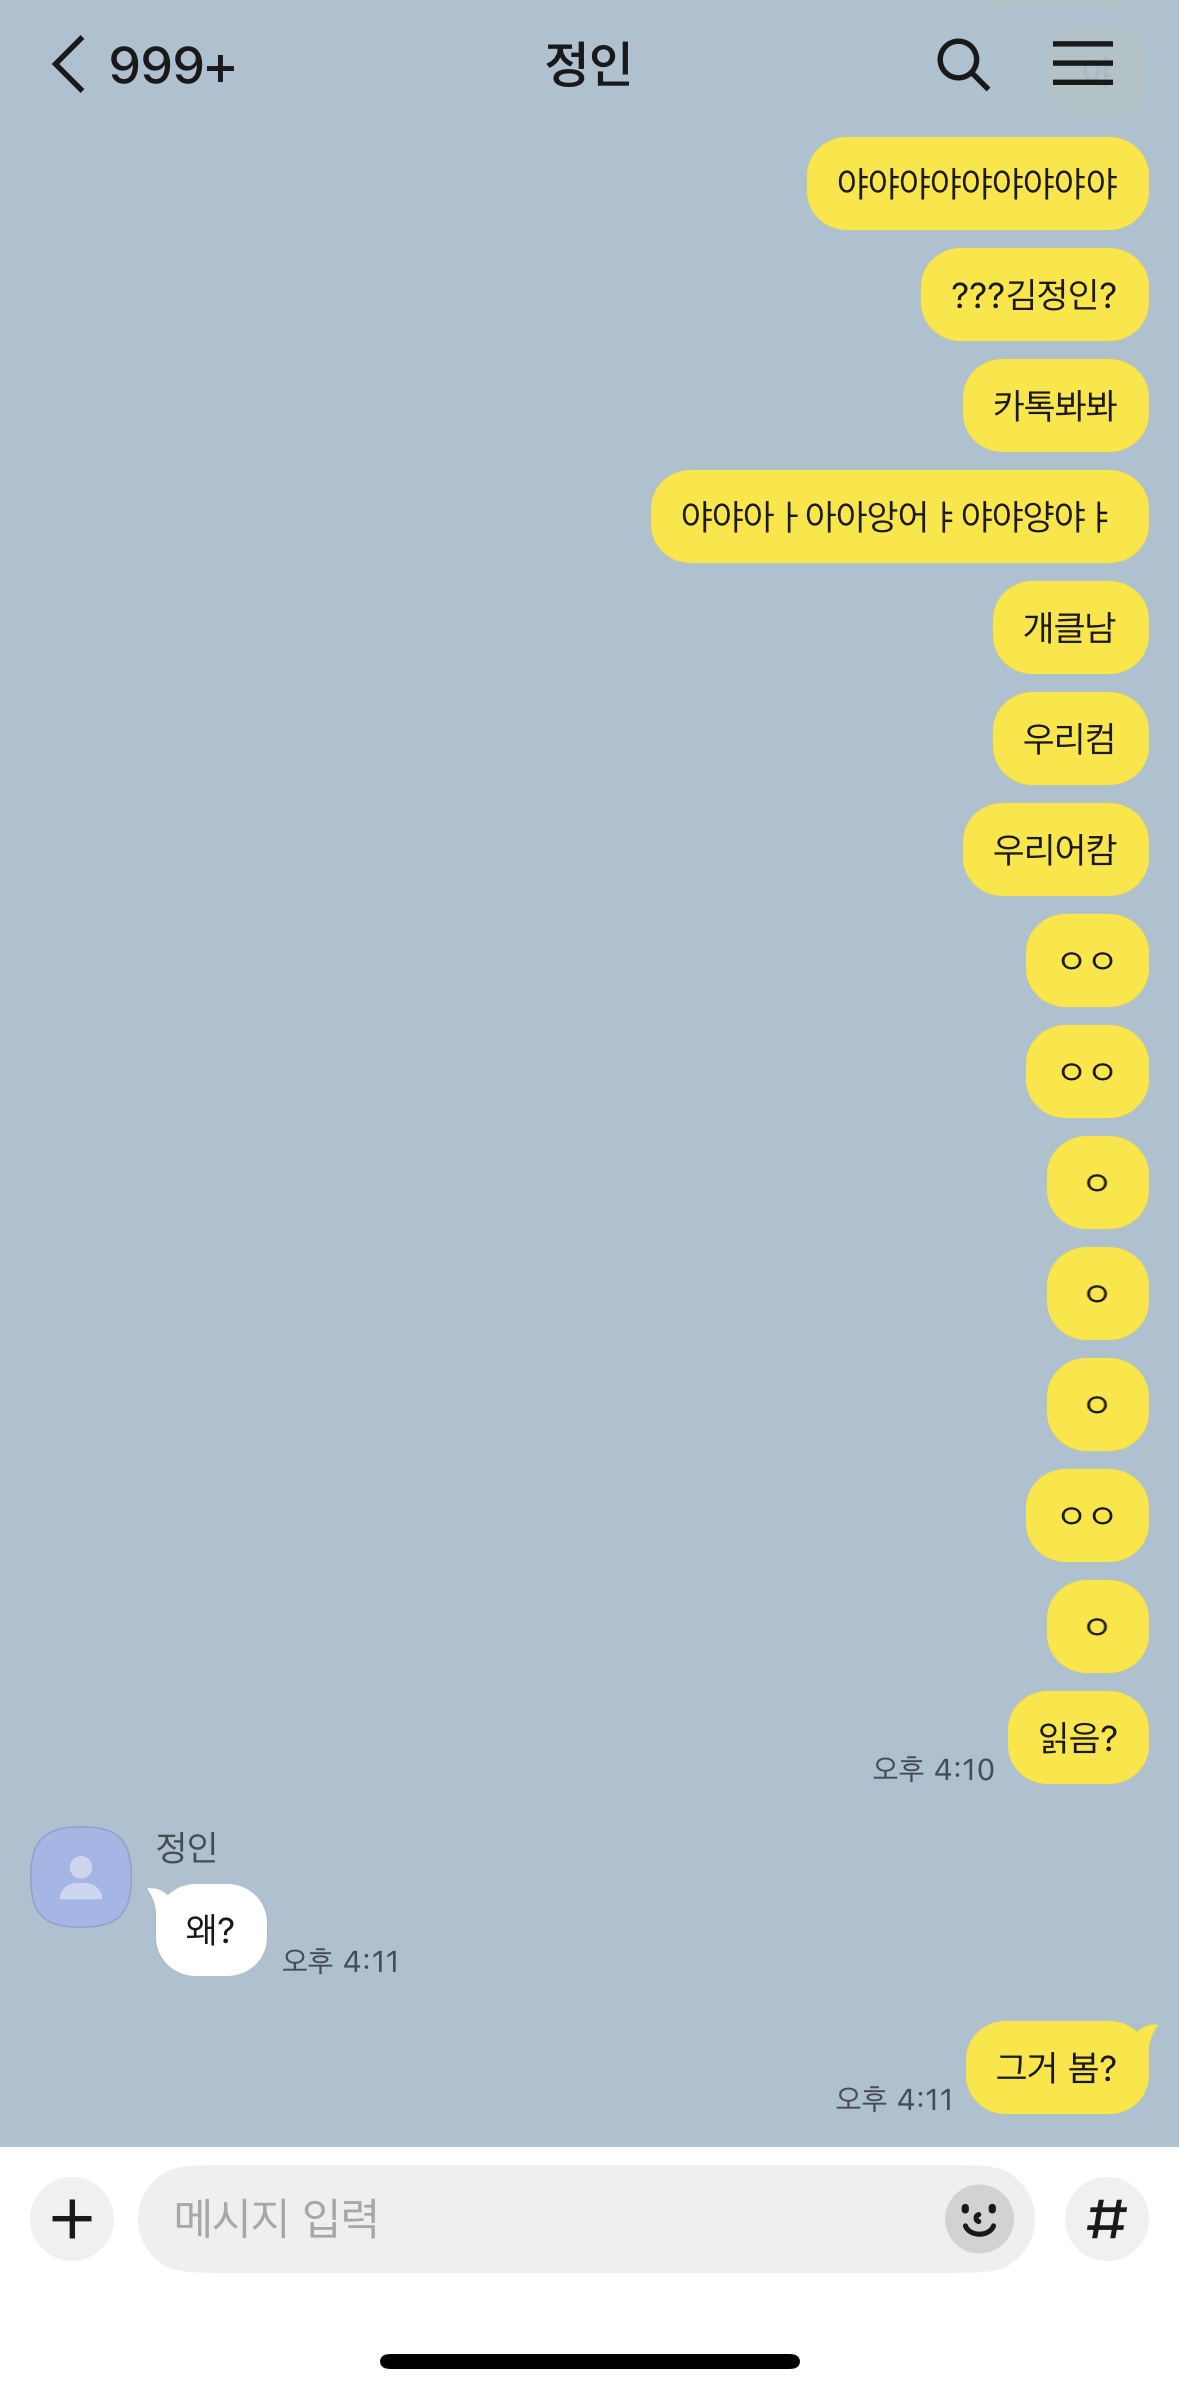 999+
정인
야야야야야야야야야
???김정인?
카톡봐봐
야야아ㅏ아아앙어ㅑ야야양야ㅑ
개클남
우리컴
우리어캄
ㅇㅇ
ㅇㅇ
ㅇ
ㅇ
ㅇ
ㅇㅇ
ㅇ
읽음?
오후 4:10
정인
왜?
오후 4:11
그거 봄?
오후 4:11
메시지 입력
#